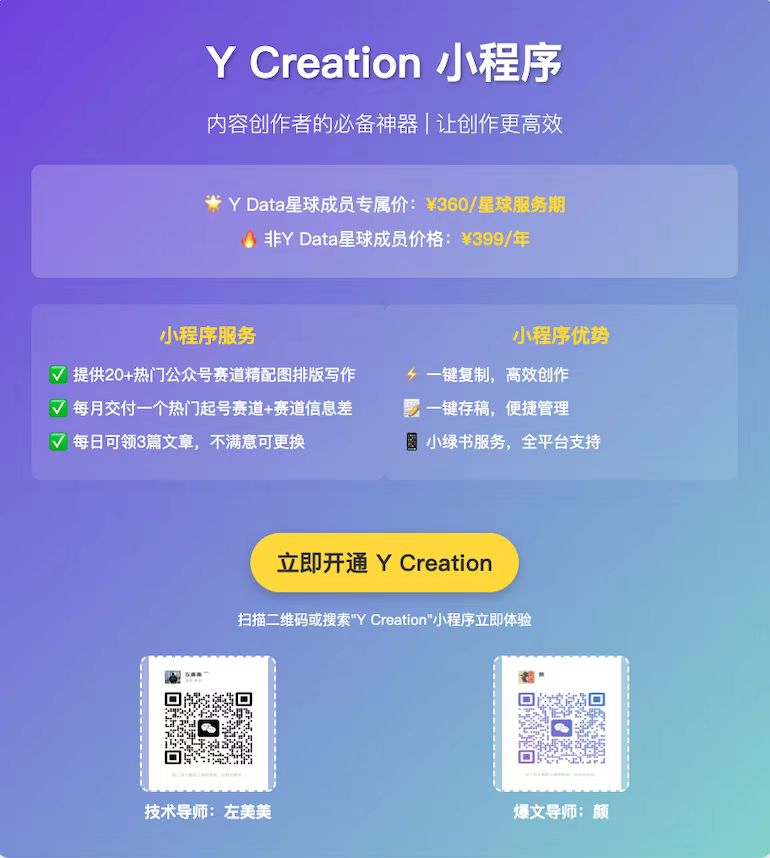 Y Creation 小程序
内容创作者的必备神器 | 让创作更高效
🌟 Y Data星球成员专属价：¥360/星球服务期
🔥 非Y Data星球成员价格：¥399/年
小程序服务
✅ 提供20+热门公众号赛道精配图排版写作
✅ 每月交付一个热门起号赛道+赛道信息差
✅ 每日可领3篇文章，不满意可更换
小程序优势
⚡ 一键复制，高效创作
📝 一键存稿，便捷管理
📱 小绿书服务，全平台支持
立即开通 Y Creation
扫描二维码或搜索"Y Creation"小程序立即体验
左美美
颜
技术导师：左美美
爆文导师：颜